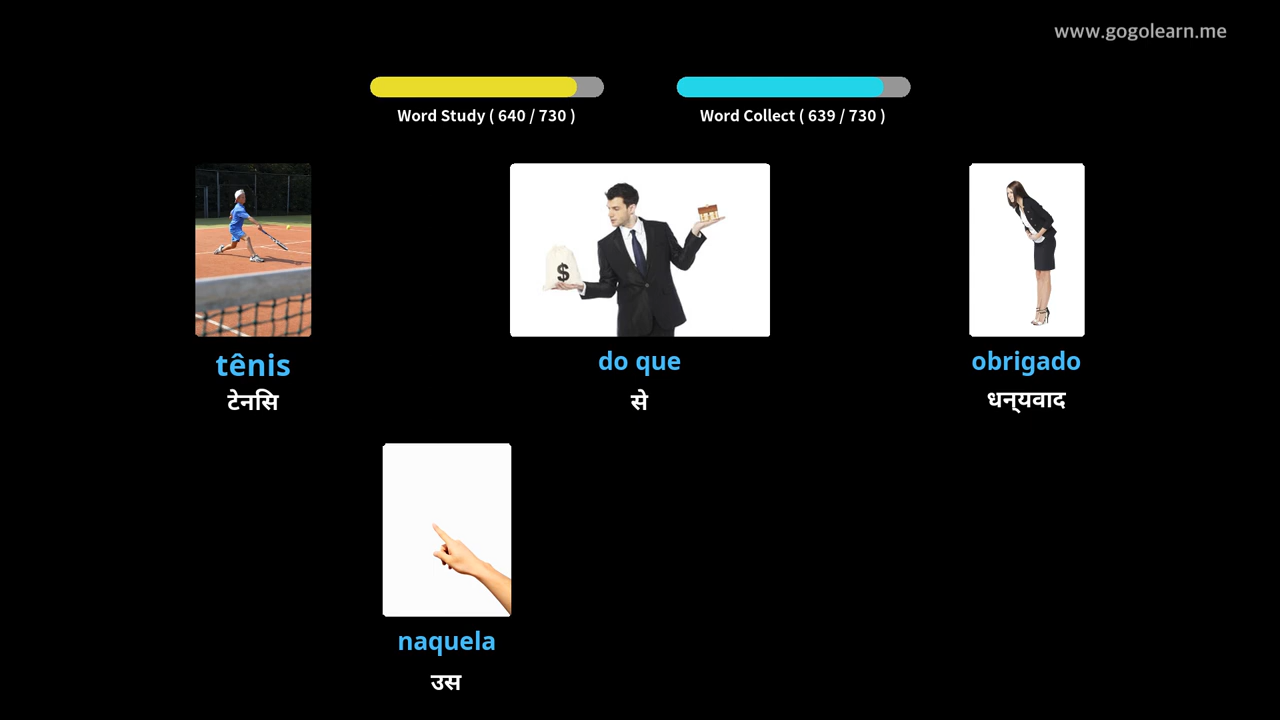 www.gogolearn.me
Word Study ( 640 / 730 )
Word Collect ( 639 / 730 )
$
tênis
do que
obrigado
टेनसि
से
धन्‌यवाद
naquela
उस